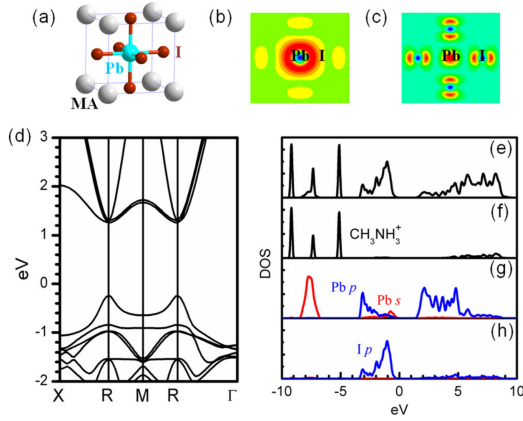 (a)
I
Pb
MA
(b)
Pb I
(c)
Pb I
(d)
3
2
1
0
-1
-2
eV
X R M R Γ
(e)
(f)
CH₃NH₃⁺
(g)
Pb p
Pb s
(h)
I p
DOS
-10 -5 0 5 10
eV